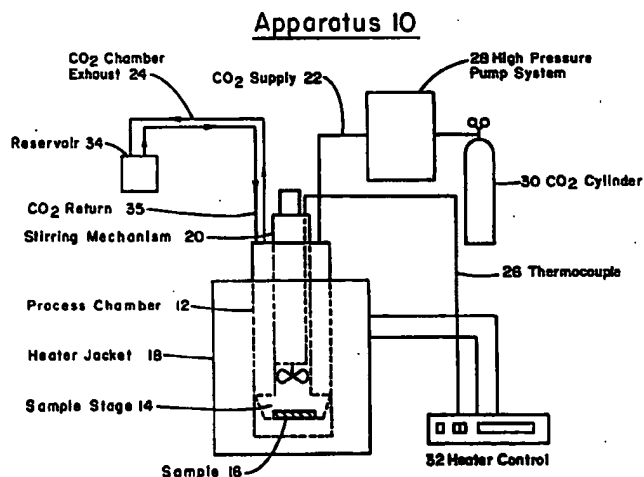 Apparatus 10
CO2 Chamber
Exhaust 24
CO2 Supply 22
28 High Pressure
Pump System
Reservoir 34
30 CO2 Cylinder
CO2 Return 35
Stirring Mechanism 20
26 Thermocouple
Process Chamber 12
Heater Jacket 18
Sample Stage 14
Sample 16
32 Heater Control